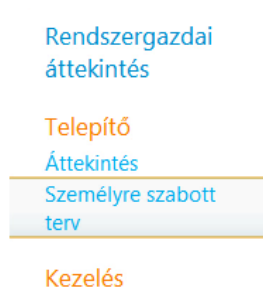 Rendszergazdai
áttekintés
Telepítő
Áttekintés
Személyre szabott
terv
Kezelés